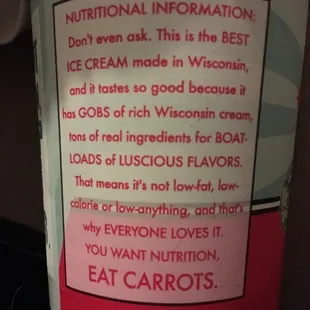 NUTRITIONAL INFORMATION:
Don't even ask. This is the BEST
ICE CREAM made in Wisconsin,
and it tastes so good because it
has GOBS of rich Wisconsin cream,
tons of real ingredients for BOAT-
LOADS of LUSCIOUS FLAVORS.
That means it's not low-fat, low-
calorie or low-anything, and that's
why EVERYONE LOVES IT.
YOU WANT NUTRITION,
EAT CARROTS.